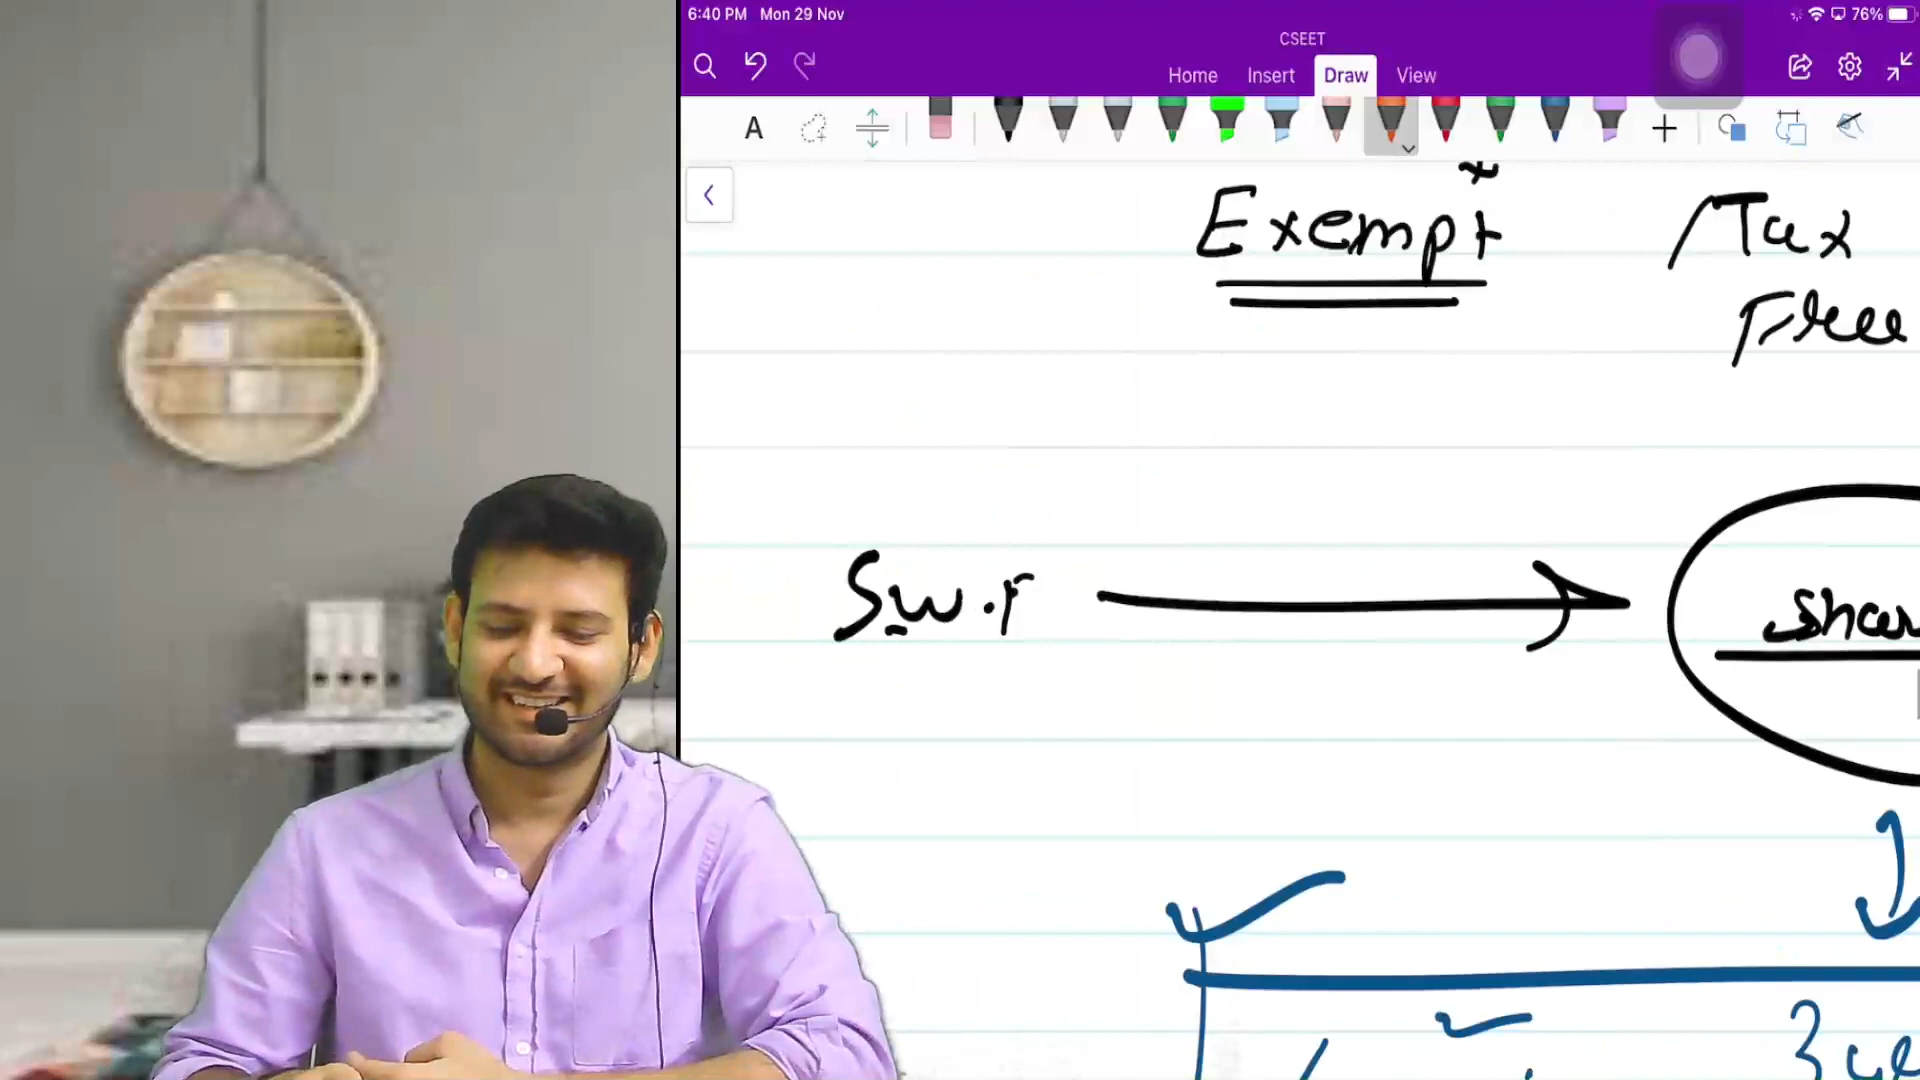 6:40 PM Mon 29 Nov
76%
CSEET
Home Insert Draw View
A
Exempt / Tax
Free
Sw.F